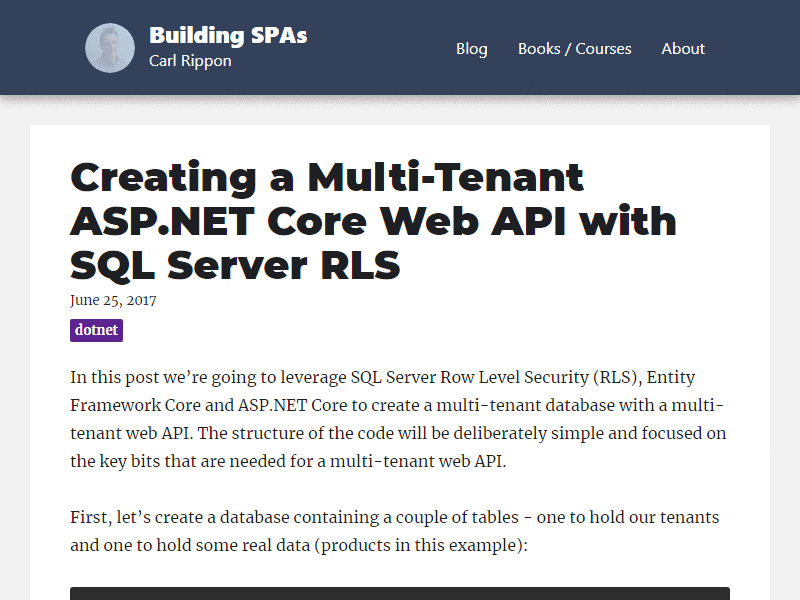 Building SPAs
Carl Rippon
Blog
Books / Courses
About
Creating a Multi-Tenant
ASP.NET Core Web API with
SQL Server RLS
June 25, 2017
dotnet
In this post we’re going to leverage SQL Server Row Level Security (RLS), Entity
Framework Core and ASP.NET Core to create a multi-tenant database with a multi-
tenant web API. The structure of the code will be deliberately simple and focused on
the key bits that are needed for a multi-tenant web API.
First, let’s create a database containing a couple of tables - one to hold our tenants
and one to hold some real data (products in this example):